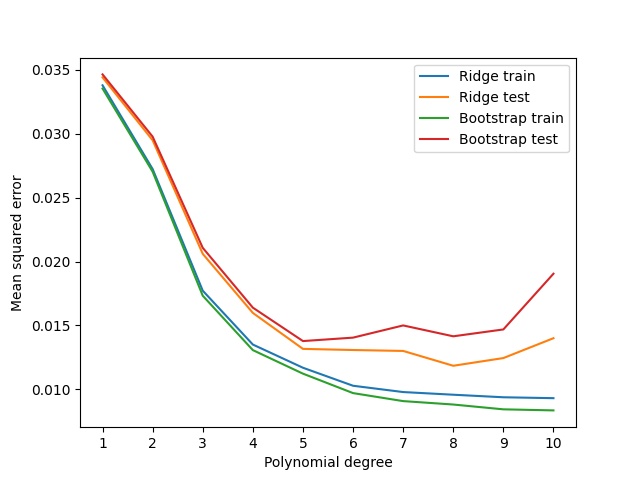 0.035
0.030
0.025
0.020
0.015
0.010
Mean squared error
1 2 3 4 5 6 7 8 9 10
Polynomial degree
Ridge train
Ridge test
Bootstrap train
Bootstrap test